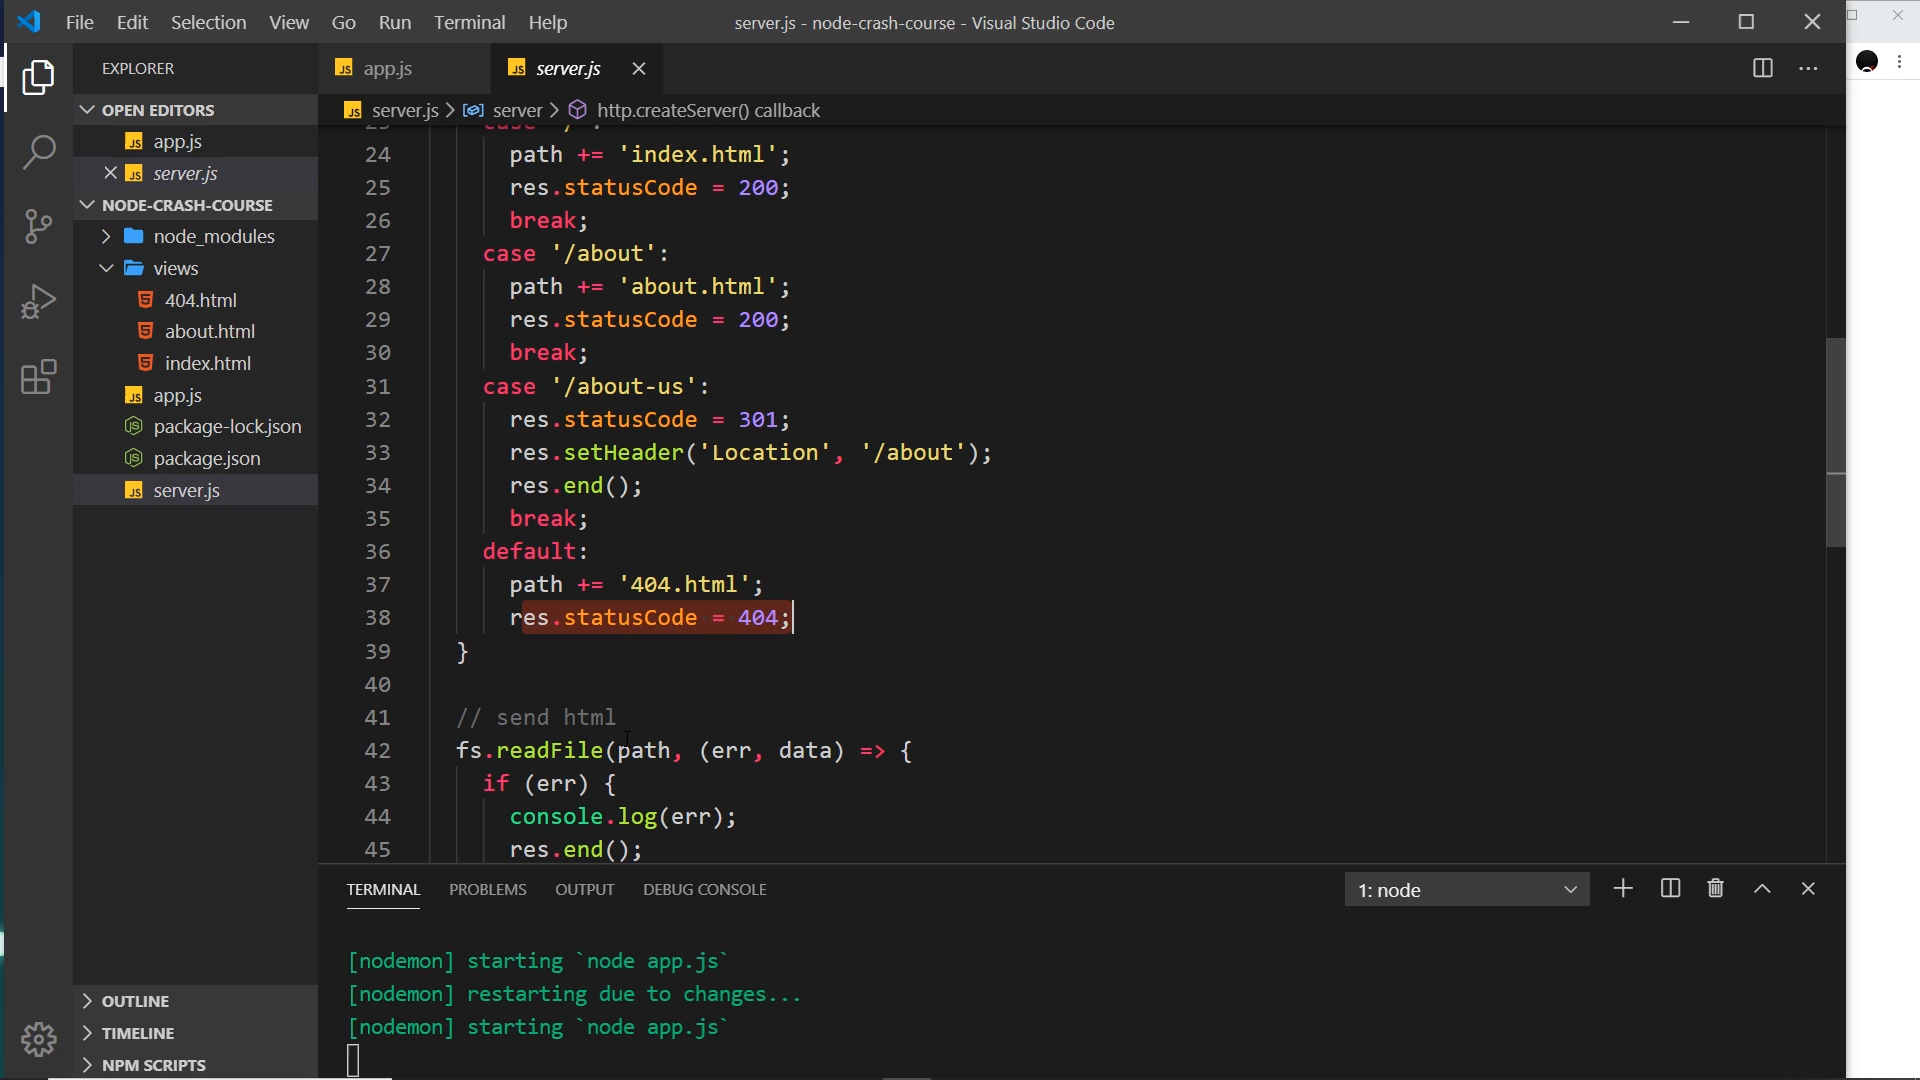 File Edit Selection View Go Run Terminal Help
server.js - node-crash-course - Visual Studio Code
EXPLORER
OPEN EDITORS
app.js
server.js
NODE-CRASH-COURSE
node_modules
views
404.html
about.html
index.html
app.js
package-lock.json
package.json
server.js
OUTLINE
TIMELINE
NPM SCRIPTS
app.js
server.js
server.js server http.createServer() callback
24 path += 'index.html';
25 res.statusCode = 200;
26 break;
27 case '/about':
28 path += 'about.html';
29 res.statusCode = 200;
30 break;
31 case '/about-us':
32 res.statusCode = 301;
33 res.setHeader('Location', '/about');
34 res.end();
35 break;
36 default:
37 path += '404.html';
38 res.statusCode = 404;
39 }
40
41 // send html
42 fs.readFile(path, (err, data) => {
43 if (err) {
44 console.log(err);
45 res.end();
TERMINAL PROBLEMS OUTPUT DEBUG CONSOLE
1: node
[nodemon] starting `node app.js`
[nodemon] restarting due to changes...
[nodemon] starting `node app.js`